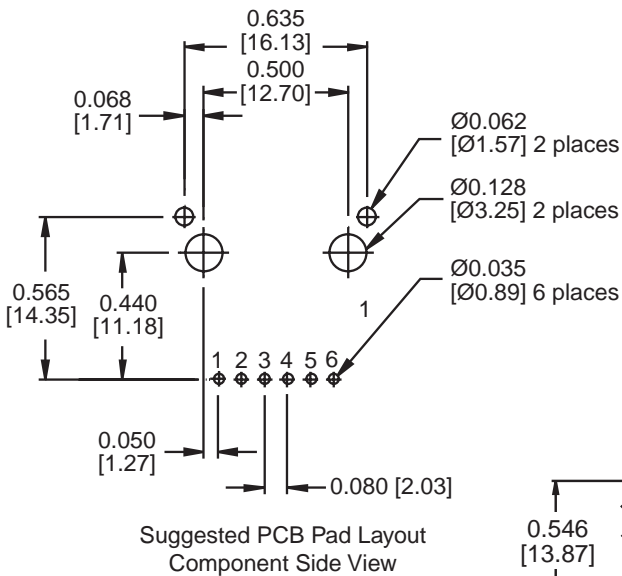 0.635
[16.13]
0.500
[12.70]
0.068
[1.71]
Ø0.062
[Ø1.57] 2 places
Ø0.128
[Ø3.25] 2 places
Ø0.035
[Ø0.89] 6 places
0.565
[14.35]
0.440
[11.18]
1
1 2 3 4 5 6
0.050
[1.27]
0.080 [2.03]
Suggested PCB Pad Layout
Component Side View
0.546
[13.87]